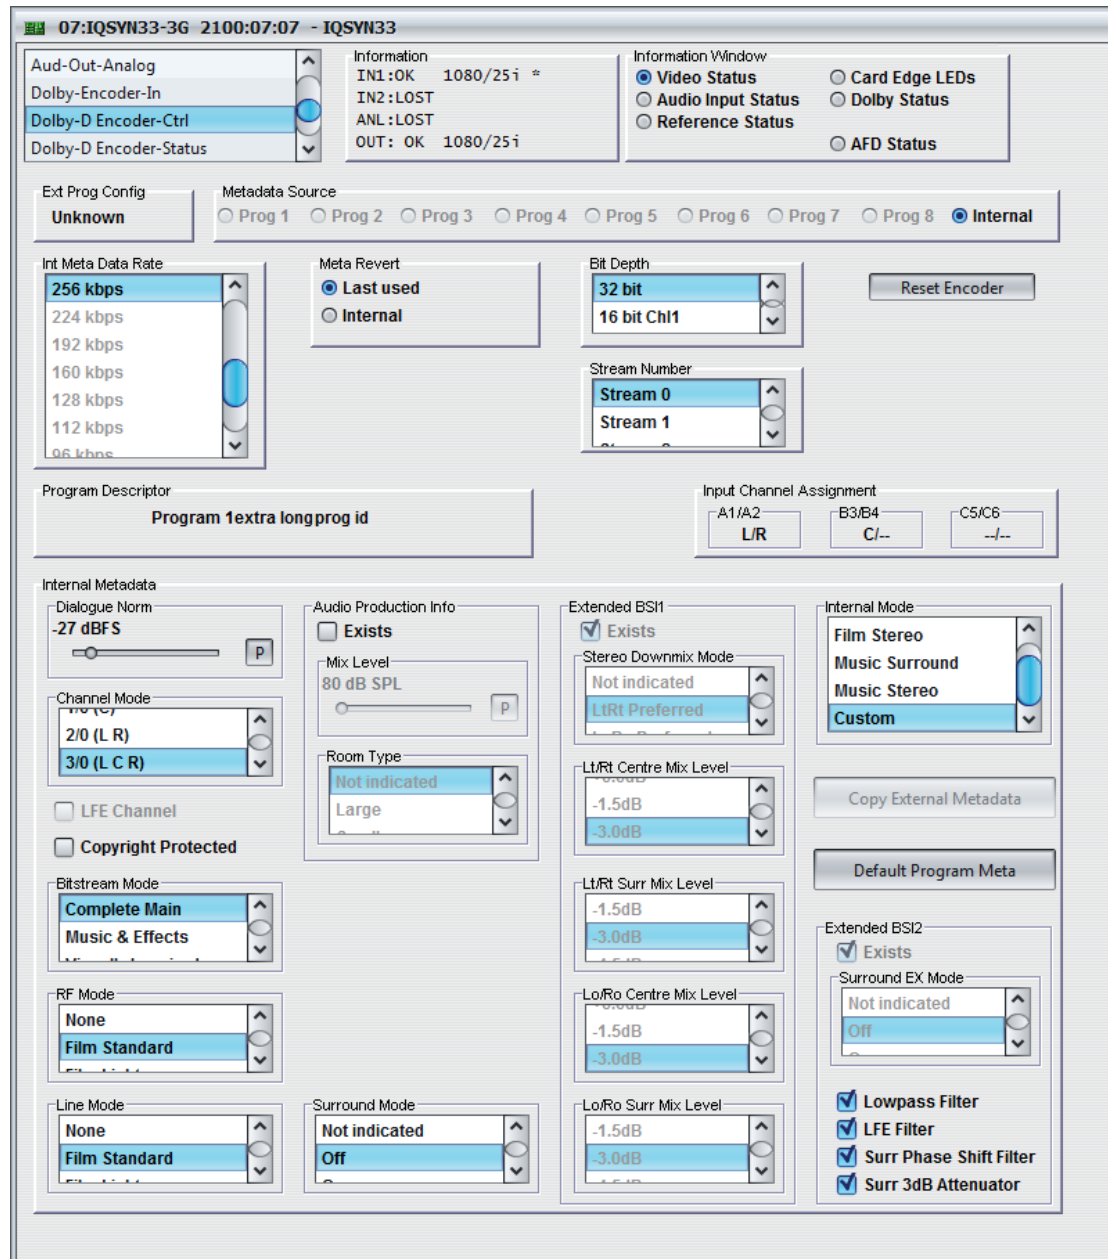 07:IQSYN33-3G 2100:07:07 - IQSYN33
Aud-Out-Analog
Dolby-Encoder-In
Dolby-D Encoder-Ctrl
Dolby-D Encoder-Status
Information
IN1:OK 1080/25i *
IN2:LOST
ANL:LOST
OUT: OK 1080/25i
Information Window
Video Status
Card Edge LEDs
Audio Input Status
Dolby Status
Reference Status
AFD Status
Ext Prog Config
Unknown
Metadata Source
Prog 1 Prog 2 Prog 3 Prog 4 Prog 5 Prog 6 Prog 7 Prog 8 Internal
Int Meta Data Rate
256 kbps
224 kbps
192 kbps
160 kbps
128 kbps
112 kbps
96 kbps
Meta Revert
Last used
Internal
Bit Depth
32 bit
16 bit Chl1
Reset Encoder
Stream Number
Stream 0
Stream 1
Program Descriptor
Program 1extra longprog id
Input Channel Assignment
A1/A2
L/R
B3/B4
C/--
C5/C6
--/--
Internal Metadata
Dialogue Norm
-27 dBFS
P
Channel Mode
1/0 (C)
2/0 (L R)
3/0 (L C R)
LFE Channel
Copyright Protected
Bitstream Mode
Complete Main
Music & Effects
RF Mode
None
Film Standard
Line Mode
None
Film Standard
Audio Production Info
Exists
Mix Level
80 dB SPL
P
Room Type
Not indicated
Large
Surround Mode
Not indicated
Off
Extended BSI1
Exists
Stereo Downmix Mode
Not indicated
LtRt Preferred
Lt/Rt Centre Mix Level
-1.5dB
-3.0dB
Lt/Rt Surr Mix Level
-1.5dB
-3.0dB
Lo/Ro Centre Mix Level
-1.5dB
-3.0dB
Lo/Ro Surr Mix Level
-1.5dB
-3.0dB
Internal Mode
Film Stereo
Music Surround
Music Stereo
Custom
Copy External Metadata
Default Program Meta
Extended BSI2
Exists
Surround EX Mode
Not indicated
Off
Lowpass Filter
LFE Filter
Surr Phase Shift Filter
Surr 3dB Attenuator